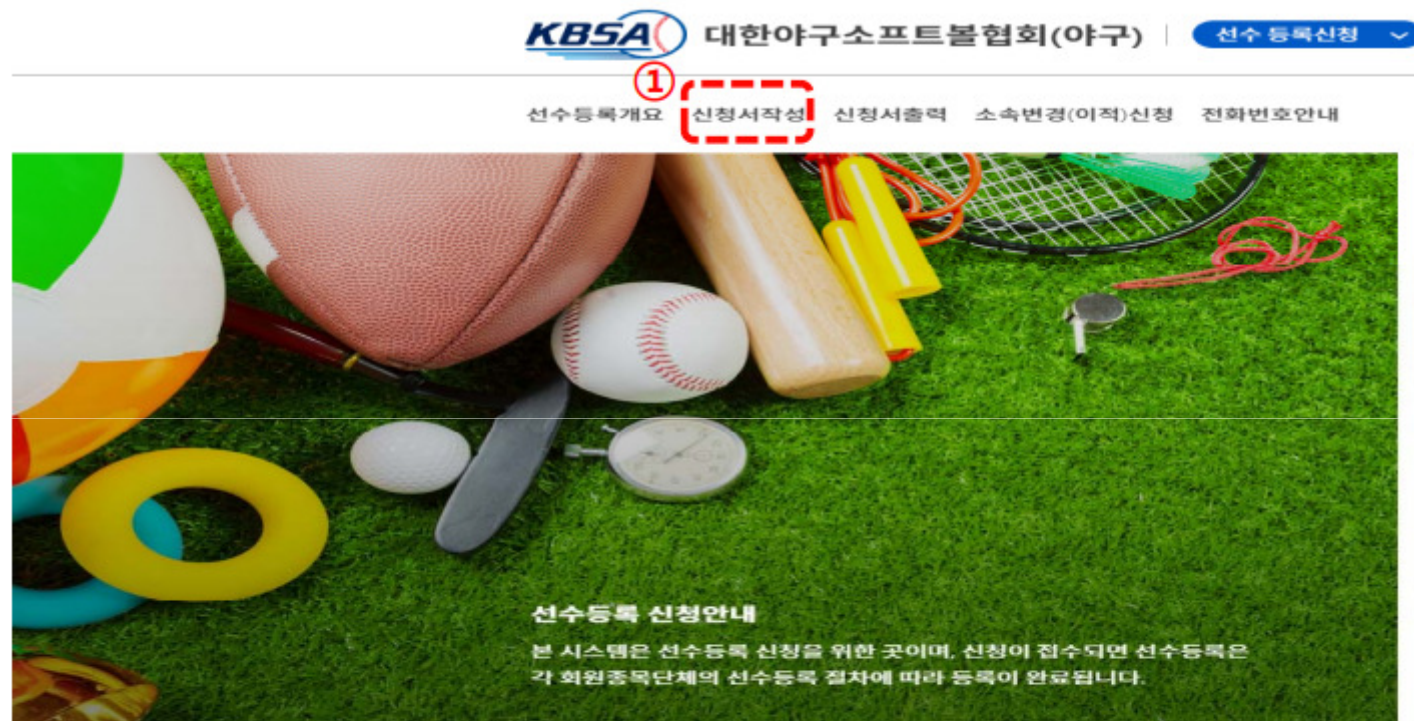 KBSA 대한야구소프트볼협회(야구) 선수 등록신청
①
선수등록개요 신청서작성 신청서출력 소속변경(이적)신청 전화번호안내
선수등록 신청안내
본 시스템은 선수등록 신청을 위한 곳이며, 신청이 접수되면 선수등록은
각 회원종목단체의 선수등록 절차에 따라 등록이 완료됩니다.